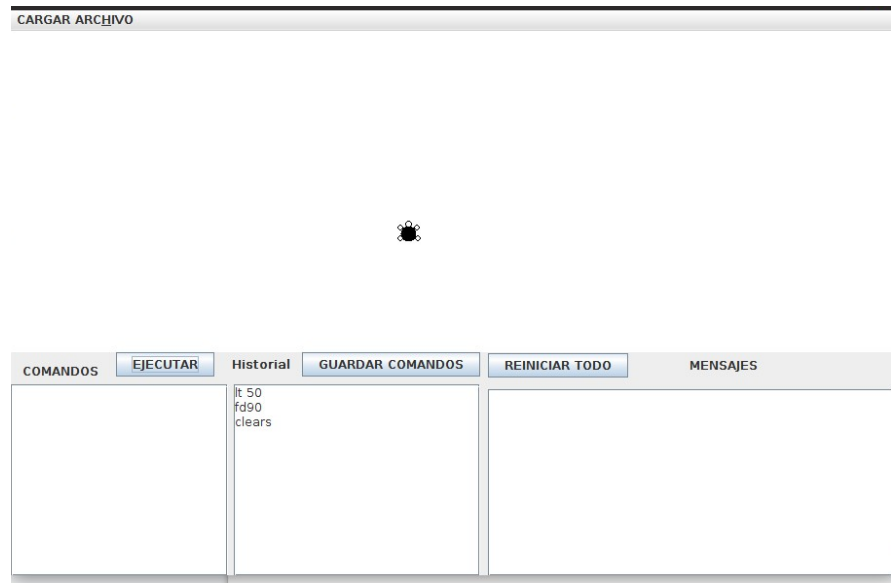 CARGAR ARCHIVO
COMANDOS
EJECUTAR
Historial
GUARDAR COMANDOS
REINICIAR TODO
MENSAJES
lt 50
fd90
clears